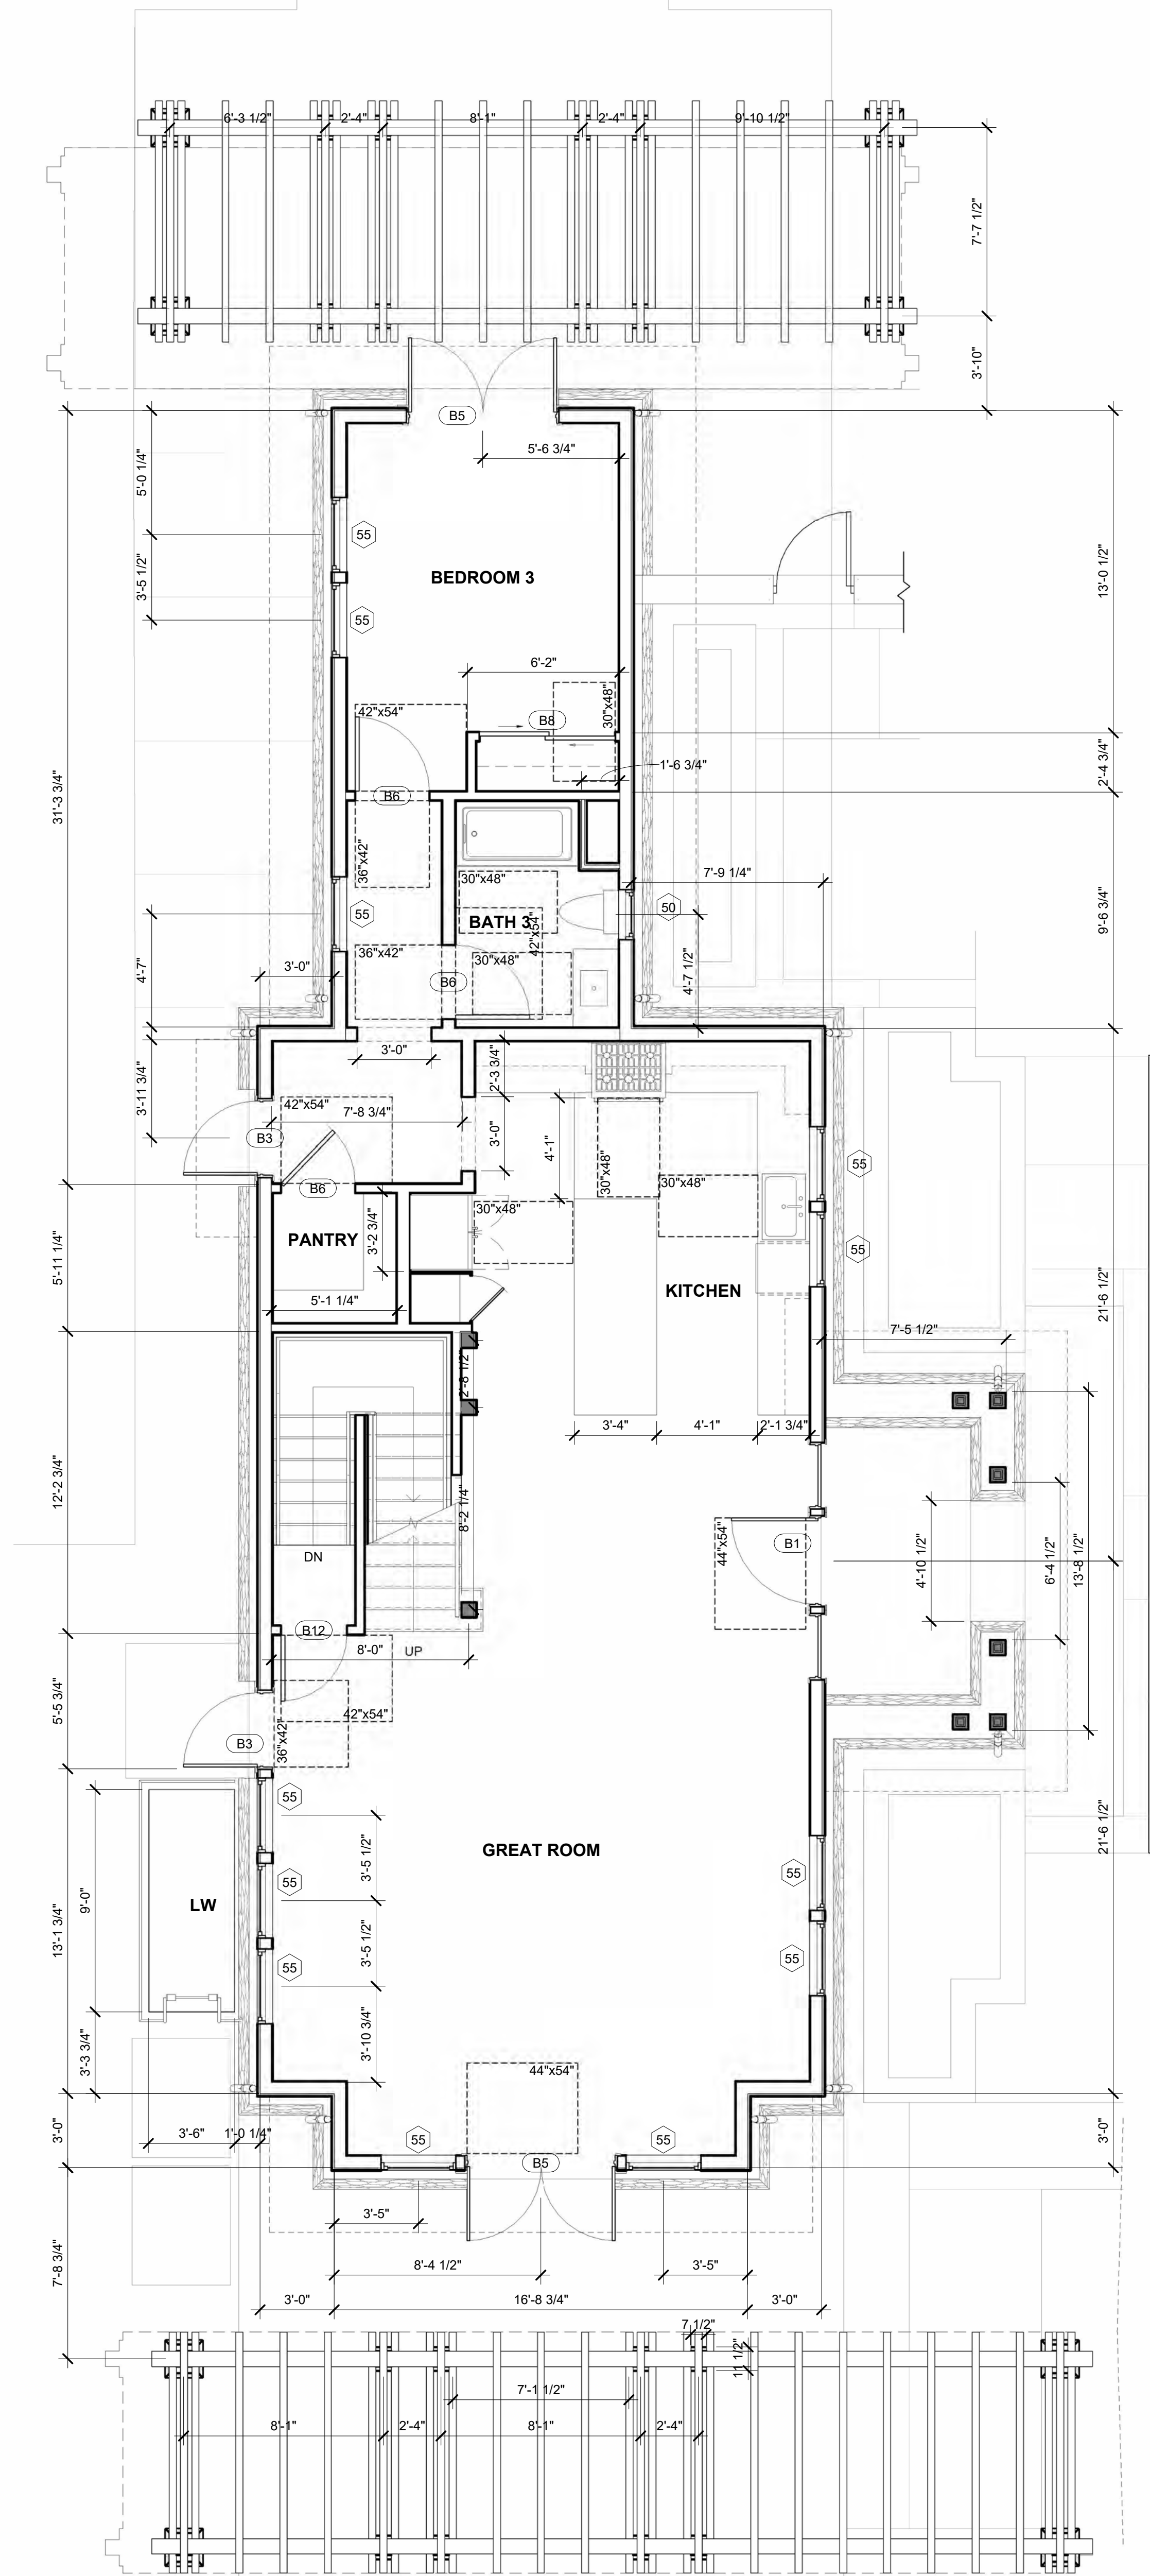 6'-3 1/2" 2'-4" 8'-1" 2'-4" 9'-10 1/2"
7'-7 1/2"
3'-10"
B5
5'-6 3/4"
5'-0 1/4"
55
3'-5 1/2"
BEDROOM 3
13'-0 1/2"
55
6'-2"
42"x54"
B8
30"x48"
1'-6 3/4"
2'-4 3/4"
31'-3 3/4"
B6
36"x42"
30"x48"
7'-9 1/4"
55
BATH 3
42"x54"
50
9'-6 3/4"
36"x42"
30"x48"
4'-7"
3'-0"
B6
4'-7 1/2"
3'-0"
2'-3 3/4"
3'-11 3/4"
42"x54"
7'-8 3/4"
B3
3'-0"
4'-1"
30"x48"
30"x48"
55
B6
30"x48"
PANTRY
3'-2 3/4"
55
5'-11 1/4"
5'-1 1/4"
KITCHEN
21'-6 1/2"
7'-5 1/2"
2'-8 1/2"
3'-4" 4'-1" 2'-1 3/4"
12'-2 3/4"
8'-2 1/4"
DN
44"x54"
B1
4'-10 1/2"
6'-4 1/2"
13'-8 1/2"
B12
8'-0"
UP
5'-5 3/4"
42"x54"
36"x42"
B3
55
3'-5 1/2"
GREAT ROOM
21'-6 1/2"
55
55
9'-0"
LW
13'-1 3/4"
3'-5 1/2"
55
55
3'-10 3/4"
3'-3 3/4"
44"x54"
3'-0"
3'-6" 1'-0 1/4"
55
55
3'-0"
B5
3'-5"
7'-8 3/4"
8'-4 1/2"
3'-5"
3'-0" 16'-8 3/4" 3'-0"
7 1/2"
11 1/2"
7'-1 1/2"
8'-1" 2'-4" 8'-1" 2'-4"